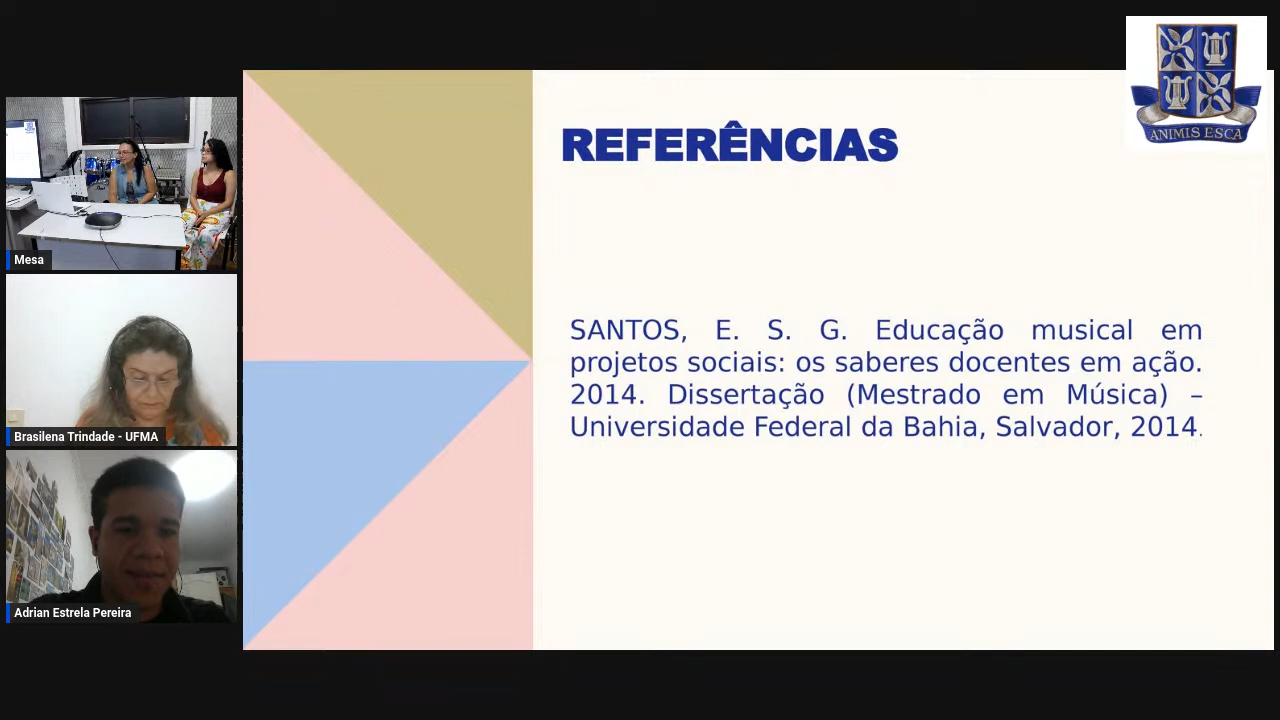 ANIMIS ESCA
REFERÊNCIAS
SANTOS, E. S. G. Educação musical em
projetos sociais: os saberes docentes em ação.
2014. Dissertação (Mestrado em Música) –
Universidade Federal da Bahia, Salvador, 2014.
Mesa
Brasilena Trindade - UFMA
Adrian Estrela Pereira